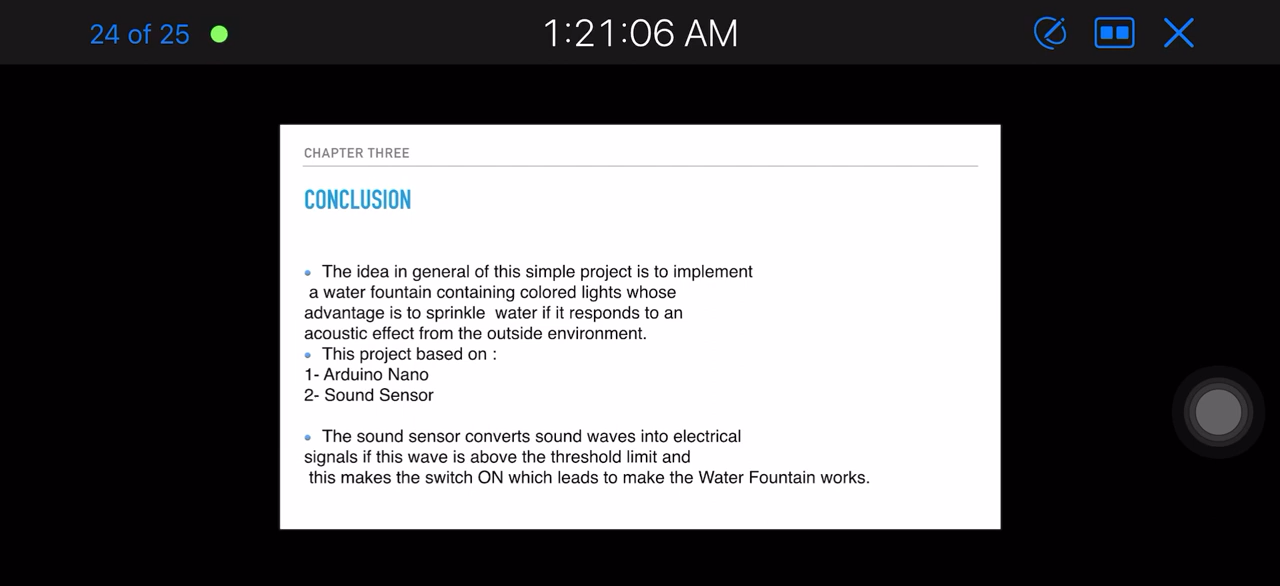 24 of 25
1:21:06 AM
CHAPTER THREE
CONCLUSION
• The idea in general of this simple project is to implement
a water fountain containing colored lights whose
advantage is to sprinkle  water if it responds to an
acoustic effect from the outside environment.
• This project based on :
1- Arduino Nano
2- Sound Sensor
• The sound sensor converts sound waves into electrical
signals if this wave is above the threshold limit and
this makes the switch ON which leads to make the Water Fountain works.